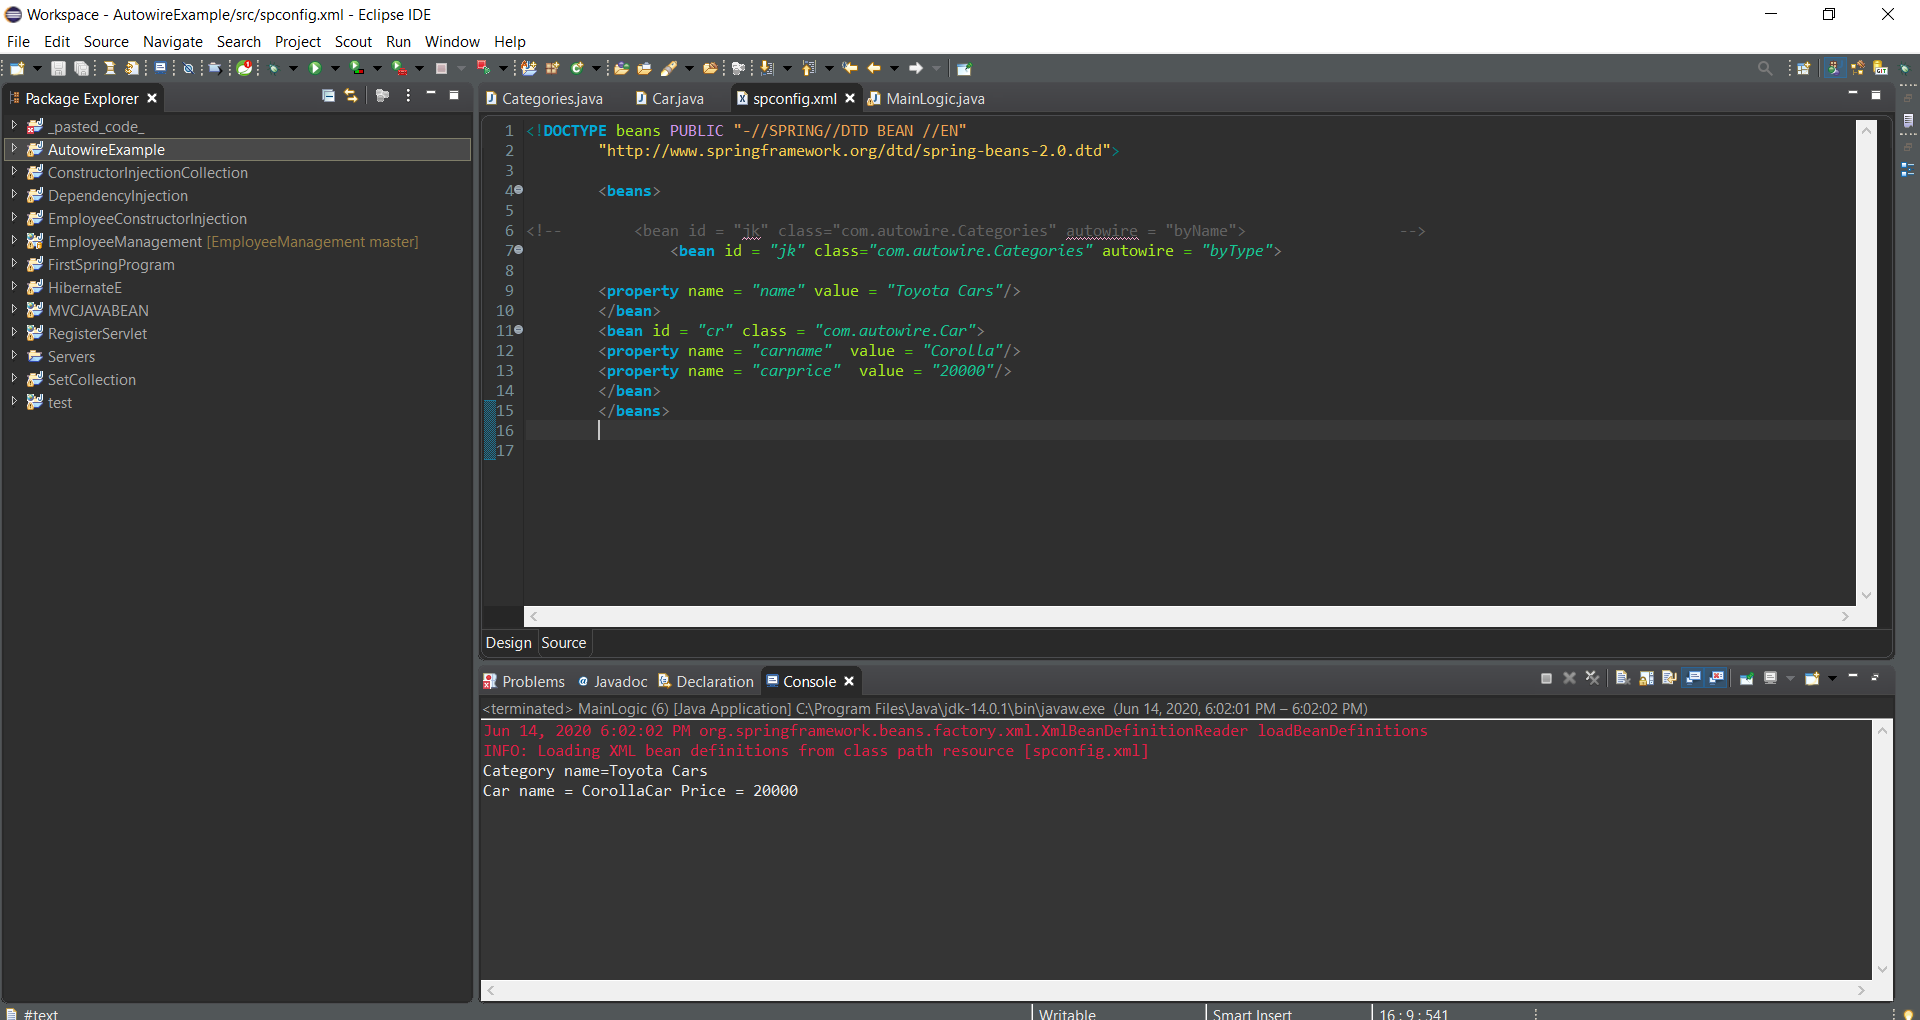 Workspace - AutowireExample/src/spconfig.xml - Eclipse IDE
File Edit Source Navigate Search Project Scout Run Window Help
Package Explorer
_pasted_code_
AutowireExample
ConstructorInjectionCollection
DependencyInjection
EmployeeConstructorInjection
EmployeeManagement [EmployeeManagement master]
FirstSpringProgram
HibernateE
MVCJAVABEAN
RegisterServlet
Servers
SetCollection
test
Categories.java Car.java spconfig.xml MainLogic.java
1 <!DOCTYPE beans PUBLIC "-//SPRING//DTD BEAN //EN"
2 "http://www.springframework.org/dtd/spring-beans-2.0.dtd">
3
4 <beans>
5
6 <!-- <bean id = "jk" class="com.autowire.Categories" autowire = "byName"> -->
7 <bean id = "jk" class="com.autowire.Categories" autowire = "byType">
8
9 <property name = "name" value = "Toyota Cars"/>
10 </bean>
11 <bean id = "cr" class = "com.autowire.Car">
12 <property name = "carname" value = "Corolla"/>
13 <property name = "carprice" value = "20000"/>
14 </bean>
15 </beans>
16
17
Design Source
Problems Javadoc Declaration Console
<terminated> MainLogic (6) [Java Application] C:\Program Files\Java\jdk-14.0.1\bin\javaw.exe (Jun 14, 2020, 6:02:01 PM – 6:02:02 PM)
Jun 14, 2020 6:02:02 PM org.springframework.beans.factory.xml.XmlBeanDefinitionReader loadBeanDefinitions
INFO: Loading XML bean definitions from class path resource [spconfig.xml]
Category name=Toyota Cars
Car name = CorollaCar Price = 20000
#text Writable Smart Insert 16 : 9 : 541